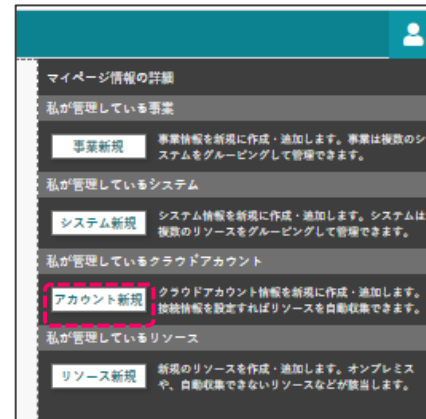 マイページ情報の詳細
私が管理している事業
事業新規
事業情報を新規に作成・追加します。事業は複数のシ
ステムをグルーピングして管理できます。
私が管理しているシステム
システム新規
システム情報を新規に作成・追加します。システムは
複数のリソースをグルーピングして管理できます。
私が管理しているクラウドアカウント
アカウント新規
クラウドアカウント情報を新規に作成・追加します。
接続情報を設定すればリソースを自動収集できます。
私が管理しているリソース
リソース新規
新規のリソースを作成・追加します。オンプレミス
や、自動収集できないリソースなどが該当します。